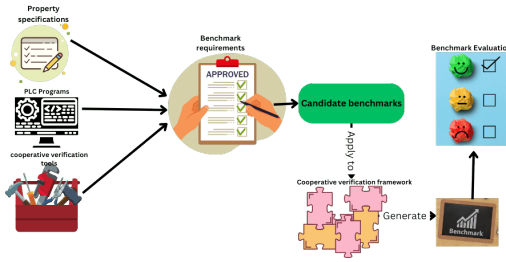 Property
specifications
PLC Programs
cooperative verification
tools
Benchmark
requirements
APPROVED
Candidate benchmarks
Apply to
Cooperative verification framework
Generate
Benchmark
Benchmark Evaluation